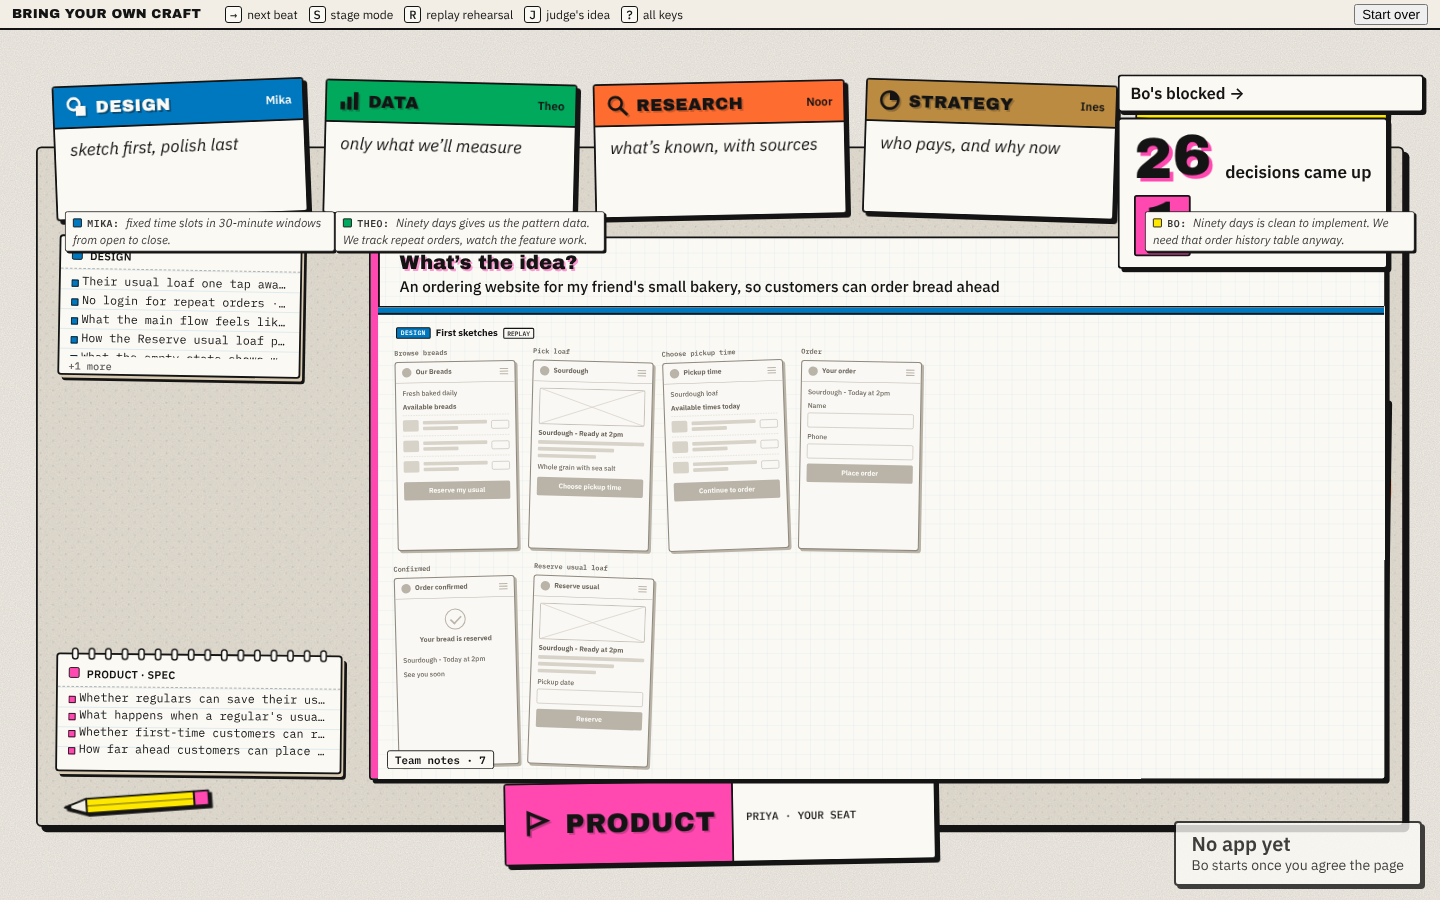 BRING YOUR OWN CRAFT
→ next beat S stage mode R replay rehearsal J judge's idea ? all keys
Start over
DESIGN Mika
sketch first, polish last
DATA Theo
only what we'll measure
RESEARCH Noor
what's known, with sources
STRATEGY Ines
who pays, and why now
Bo's blocked →
26 decisions came up
MIKA: fixed time slots in 30-minute windows
from open to close.
THEO: Ninety days gives us the pattern data.
We track repeat orders, watch the feature work.
BO: Ninety days is clean to implement. We
need that order history table anyway.
DESIGN
Their usual loaf one tap awa…
No login for repeat orders ·…
What the main flow feels lik…
How the Reserve usual loaf p…
What the empty state shows w…
+1 more
What's the idea?
An ordering website for my friend's small bakery, so customers can order bread ahead
DESIGN First sketches REPLAY
Browse breads
Our Breads
Fresh baked daily
Available breads
Reserve my usual
Pick loaf
Sourdough
Sourdough - Ready at 2pm
Whole grain with sea salt
Choose pickup time
Choose pickup time
Pickup time
Sourdough loaf
Available times today
Continue to order
Order
Your order
Sourdough - Today at 2pm
Name
Phone
Place order
Confirmed
Order confirmed
Your bread is reserved
Sourdough - Today at 2pm
See you soon
Reserve usual loaf
Reserve usual
Sourdough - Ready at 2pm
Pickup date
Reserve
Team notes · 7
PRODUCT · SPEC
Whether regulars can save their us…
What happens when a regular's usua…
Whether first-time customers can r…
How far ahead customers can place …
PRODUCT
PRIYA · YOUR SEAT
No app yet
Bo starts once you agree the page